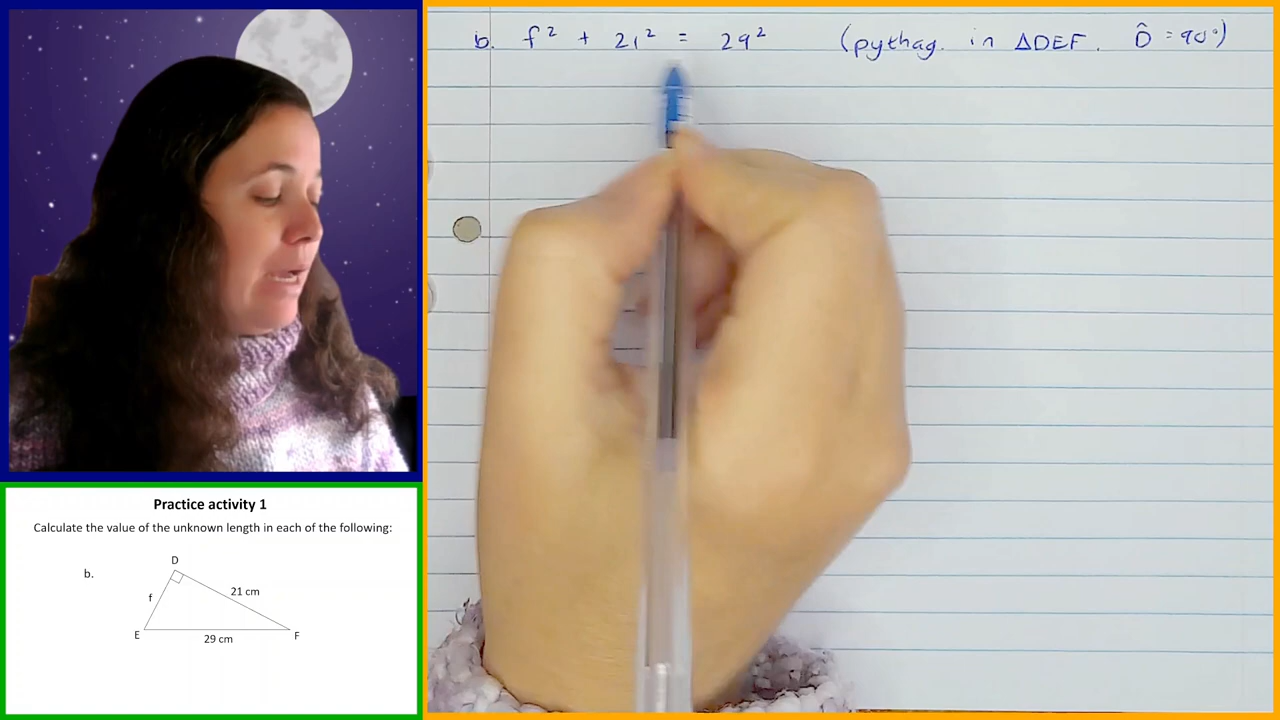 b. f² + 21² = 29² (pythag. in △DEF. D̂ = 90°)
Practice activity 1
Calculate the value of the unknown length in each of the following:
b.
D
f
21 cm
E
F
29 cm